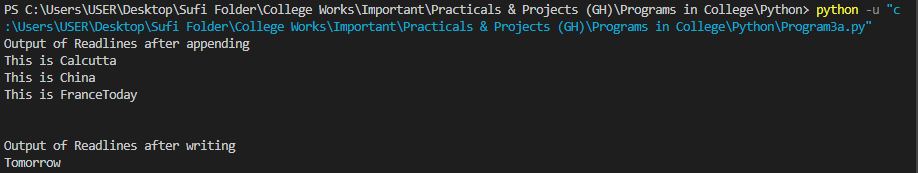 PS C:\Users\USER\Desktop\Sufi Folder\College Works\Important\Practicals & Projects (GH)\Programs in College\Python> python -u "c
:\Users\USER\Desktop\Sufi Folder\College Works\Important\Practicals & Projects (GH)\Programs in College\Python\Program3a.py"
Output of Readlines after appending
This is Calcutta
This is China
This is FranceToday
Output of Readlines after writing
Tomorrow